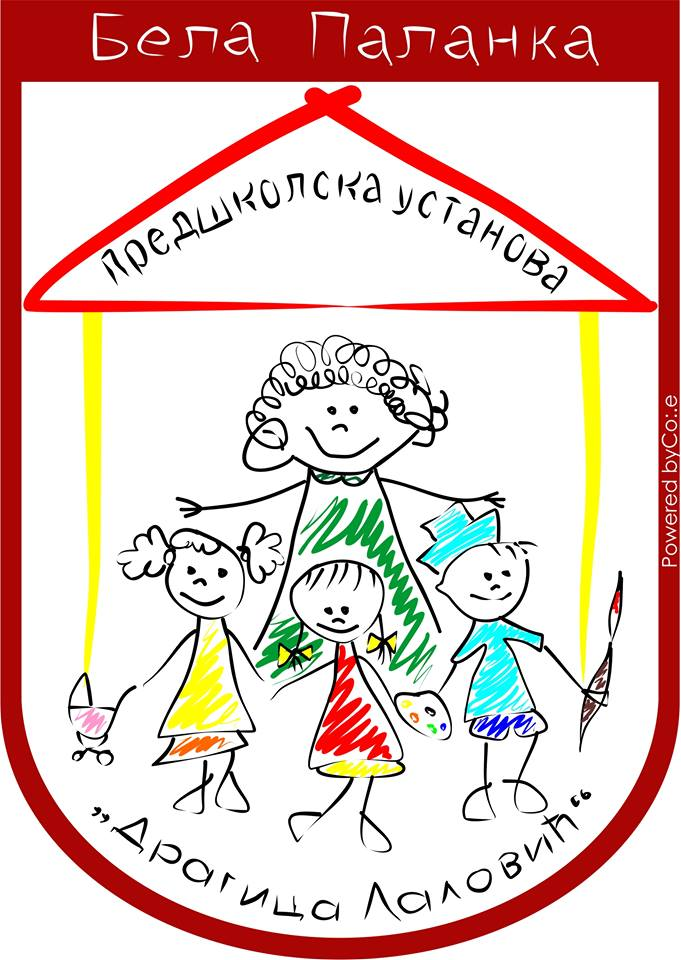 Бела Паланка
Предшколска установа
Powered byCo:.e
„Драгица Лаловић“